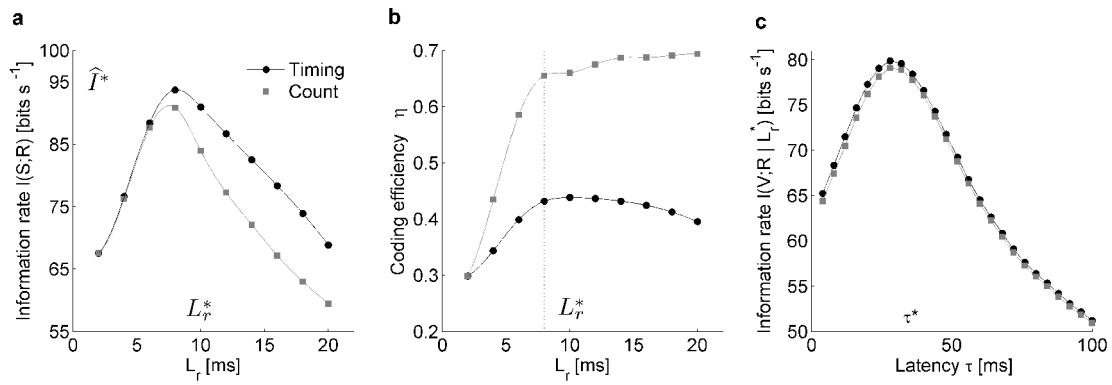 a
Information rate I(S;R) [bits s⁻¹]
100
95
85
75
65
55
Î*
Timing
Count
L*r
0
5
10
15
20
Lr [ms]
b
Coding efficiency η
0.7
0.6
0.5
0.4
0.3
0.2
L*r
0
5
10
15
20
Lr [ms]
c
Information rate I(V;R | L*r) [bits s⁻¹]
80
75
70
65
60
55
50
τ*
0
20
40
60
80
100
Latency τ [ms]